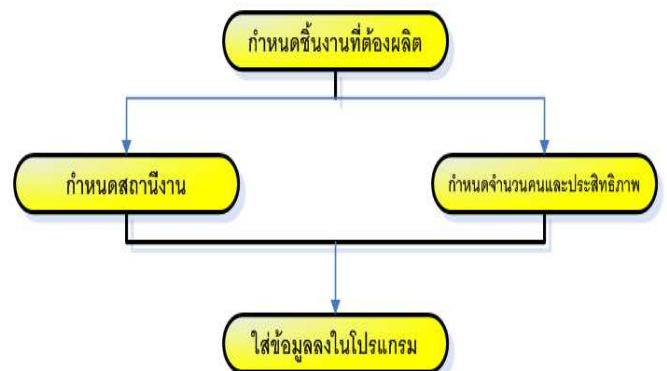 กำหนดชิ้นงานที่ต้องผลิต
กำหนดสถานีงาน
กำหนดจำนวนคนและประสิทธิภาพ
ใส่ข้อมูลลงในโปรแกรม